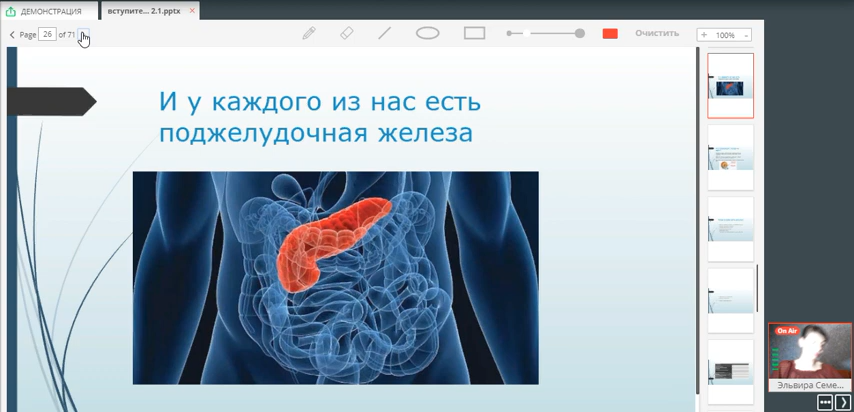 ДЕМОНСТРАЦИЯ
вступите... 2.1.pptx
Page 26 of 71
Очистить
100%
И у каждого из нас есть
поджелудочная железа
On Air
Эльвира Семе...